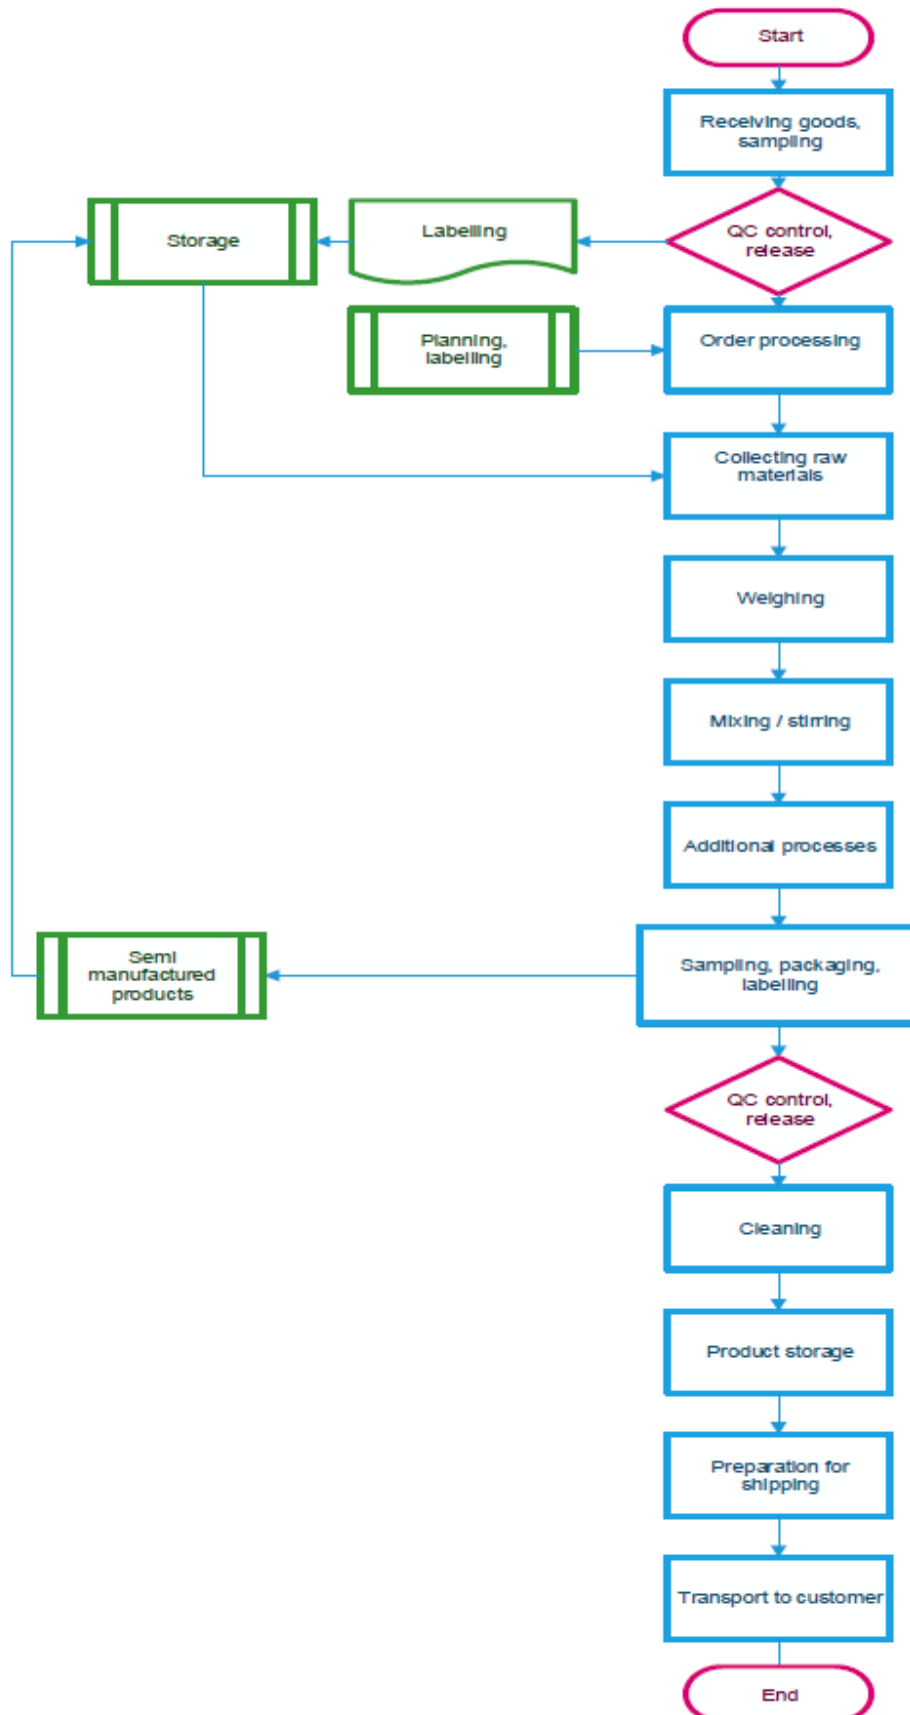 Start
Receiving goods,
sampling
Storage
Labelling
QC control,
release
Planning,
labelling
Order processing
Collecting raw
materials
Weighing
Mixing / stirring
Additional processes
Semi
manufactured
products
Sampling, packaging,
labelling
QC control,
release
Cleaning
Product storage
Preparation for
shipping
Transport to customer
End